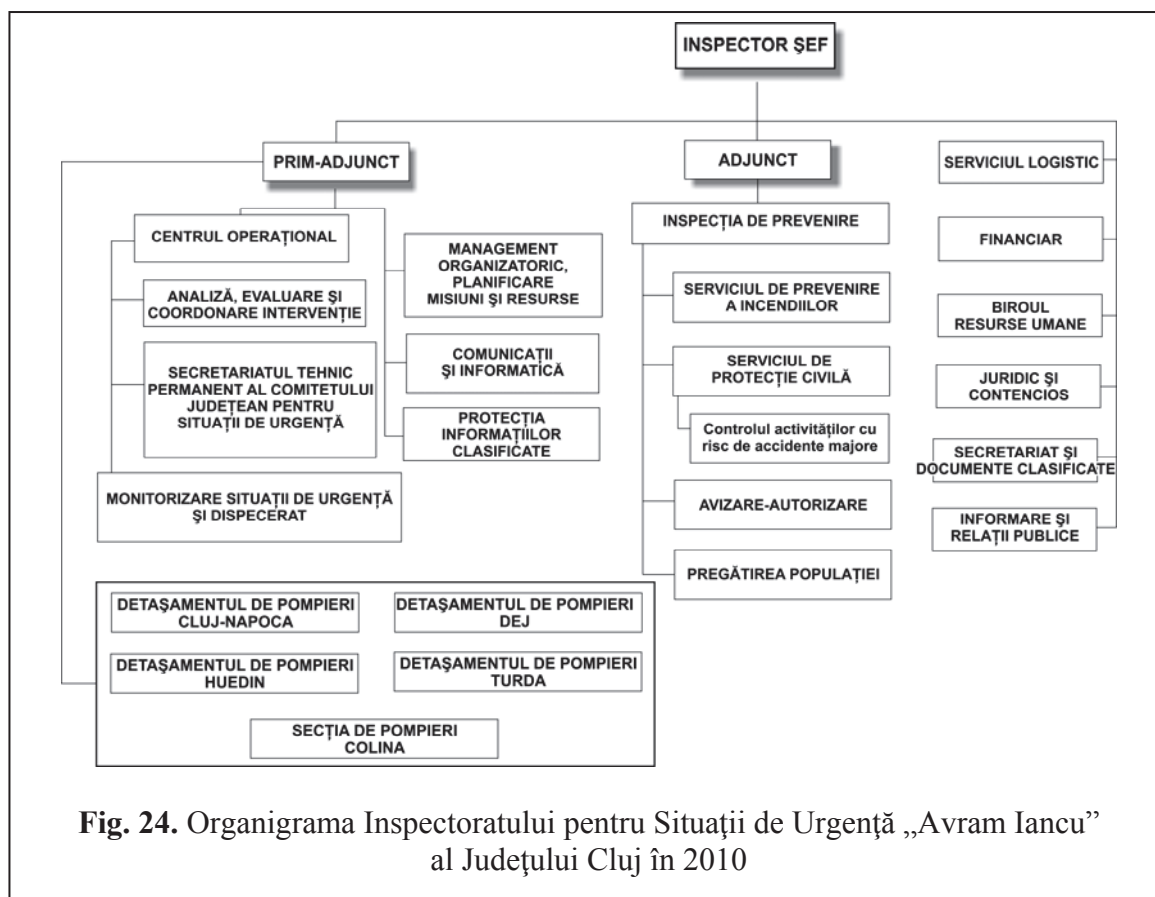 INSPECTOR ŞEF
PRIM-ADJUNCT
ADJUNCT
SERVICIUL LOGISTIC
CENTRUL OPERAŢIONAL
INSPECŢIA DE PREVENIRE
FINANCIAR
MANAGEMENT
ORGANIZATORIC,
PLANIFICARE
MISIUNI ŞI RESURSE
ANALIZĂ, EVALUARE ŞI
COORDONARE INTERVENŢIE
SERVICIUL DE PREVENIRE
A INCENDIILOR
BIROUL
RESURSE UMANE
SECRETARIATUL TEHNIC
PERMANENT AL COMITETULUI
JUDEŢEAN PENTRU
SITUAŢII DE URGENŢĂ
COMUNICAŢII
ŞI INFORMATICĂ
SERVICIUL DE
PROTECŢIE CIVILĂ
JURIDIC ŞI
CONTENCIOS
PROTECŢIA
INFORMAŢIILOR
CLASIFICATE
Controlul activităţilor cu
risc de accidente majore
SECRETARIAT ŞI
DOCUMENTE CLASIFICATE
MONITORIZARE SITUAŢII DE URGENŢĂ
ŞI DISPECERAT
AVIZARE-AUTORIZARE
INFORMARE ŞI
RELAŢII PUBLICE
PREGĂTIREA POPULAŢIEI
DETAŞAMENTUL DE POMPIERI
CLUJ-NAPOCA
DETAŞAMENTUL DE POMPIERI
DEJ
DETAŞAMENTUL DE POMPIERI
HUEDIN
DETAŞAMENTUL DE POMPIERI
TURDA
SECŢIA DE POMPIERI
COLINA
Fig. 24. Organigrama Inspectoratului pentru Situaţii de Urgenţă „Avram Iancu”
al Judeţului Cluj în 2010